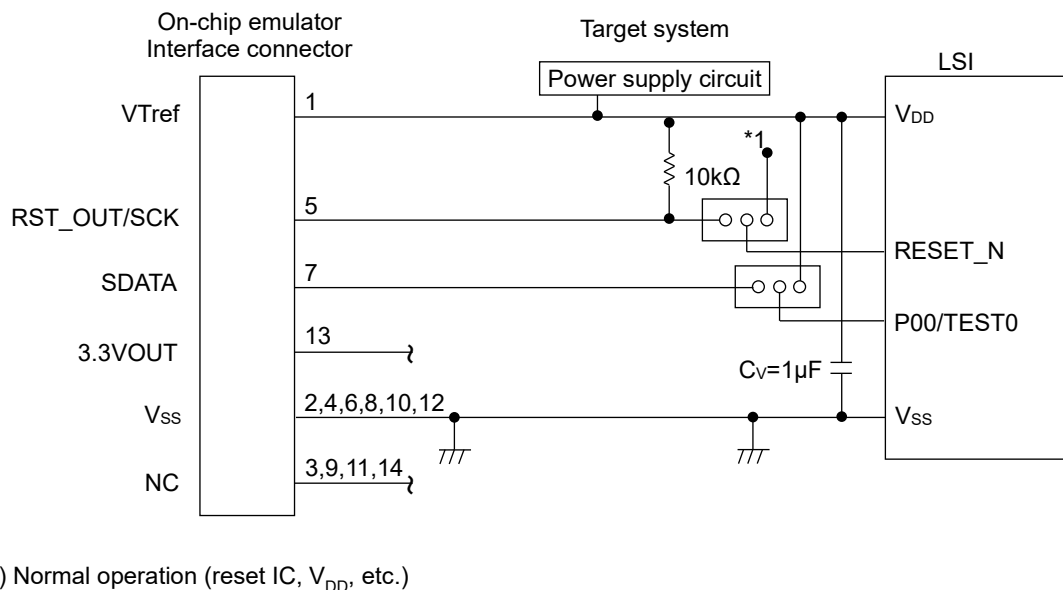 On-chip emulator
Interface connector
Target system
LSI
Power supply circuit
VTref
1
VDD
*1
10kΩ
RST_OUT/SCK
5
RESET_N
SDATA
7
P00/TEST0
3.3VOUT
13
CV=1µF
VSS
2,4,6,8,10,12
VSS
NC
3,9,11,14
) Normal operation (reset IC, VDD, etc.)